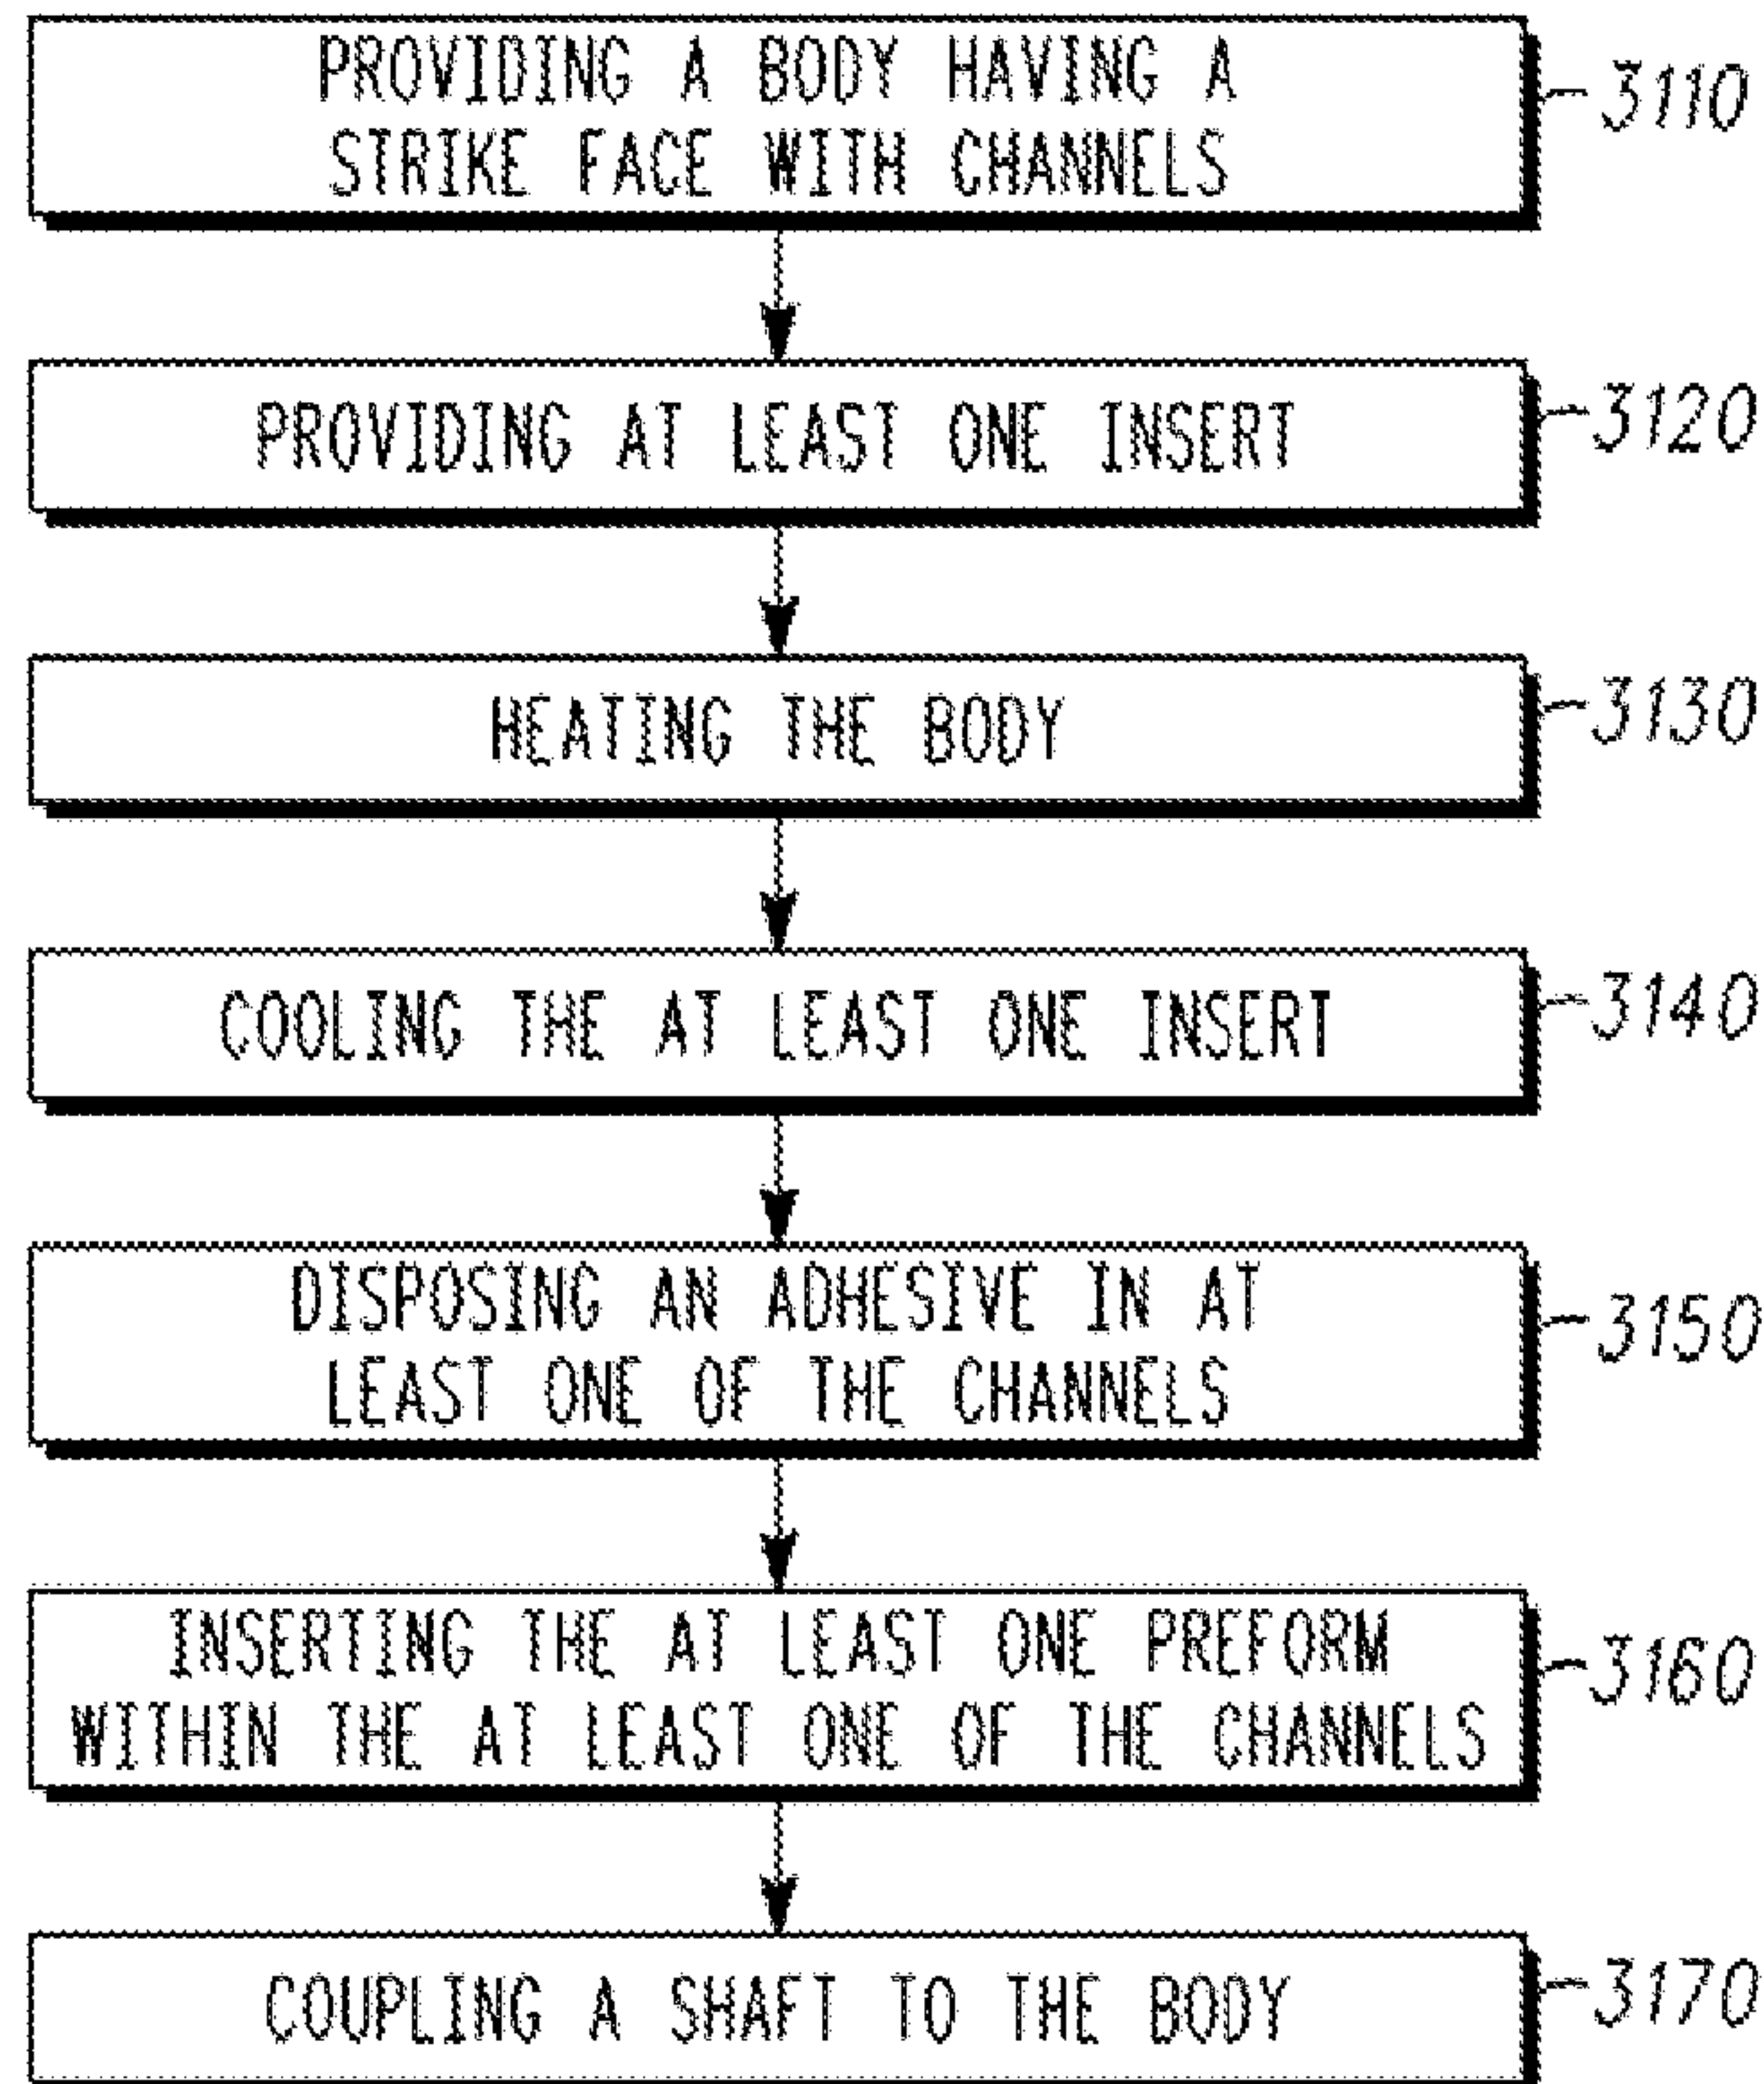 PROVIDING A BODY HAVING A
STRIKE FACE WITH CHANNELS
3110
PROVIDING AT LEAST ONE INSERT
3120
HEATING THE BODY
3130
COOLING THE AT LEAST ONE INSERT
3140
DISPOSING AN ADHESIVE IN AT
LEAST ONE OF THE CHANNELS
3150
INSERTING THE AT LEAST ONE PREFORM
WITHIN THE AT LEAST ONE OF THE CHANNELS
3160
COUPLING A SHAFT TO THE BODY
3170